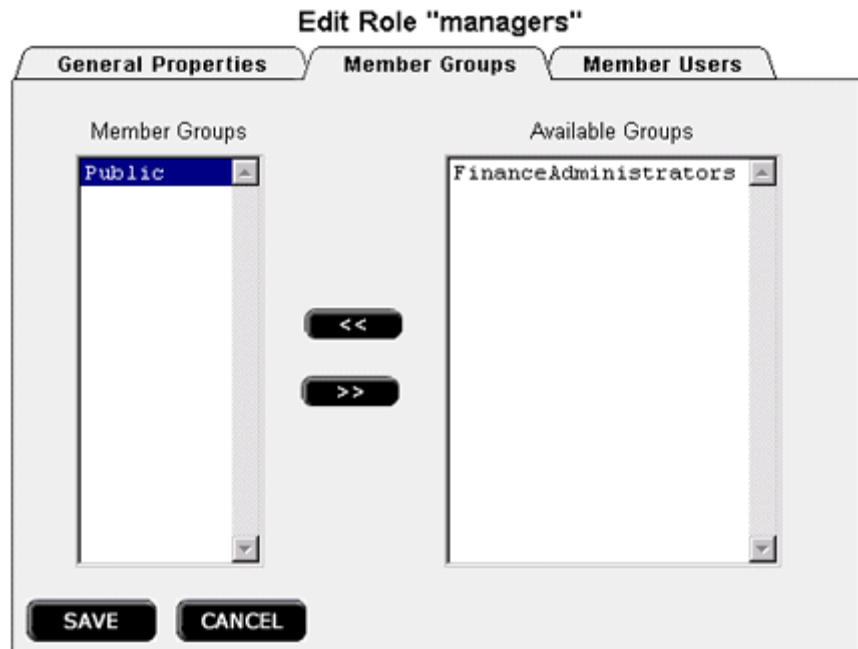 Edit Role "managers"
General Properties Member Groups Member Users
Member Groups Available Groups
Public FinanceAdministrators
<<
>>
SAVE CANCEL